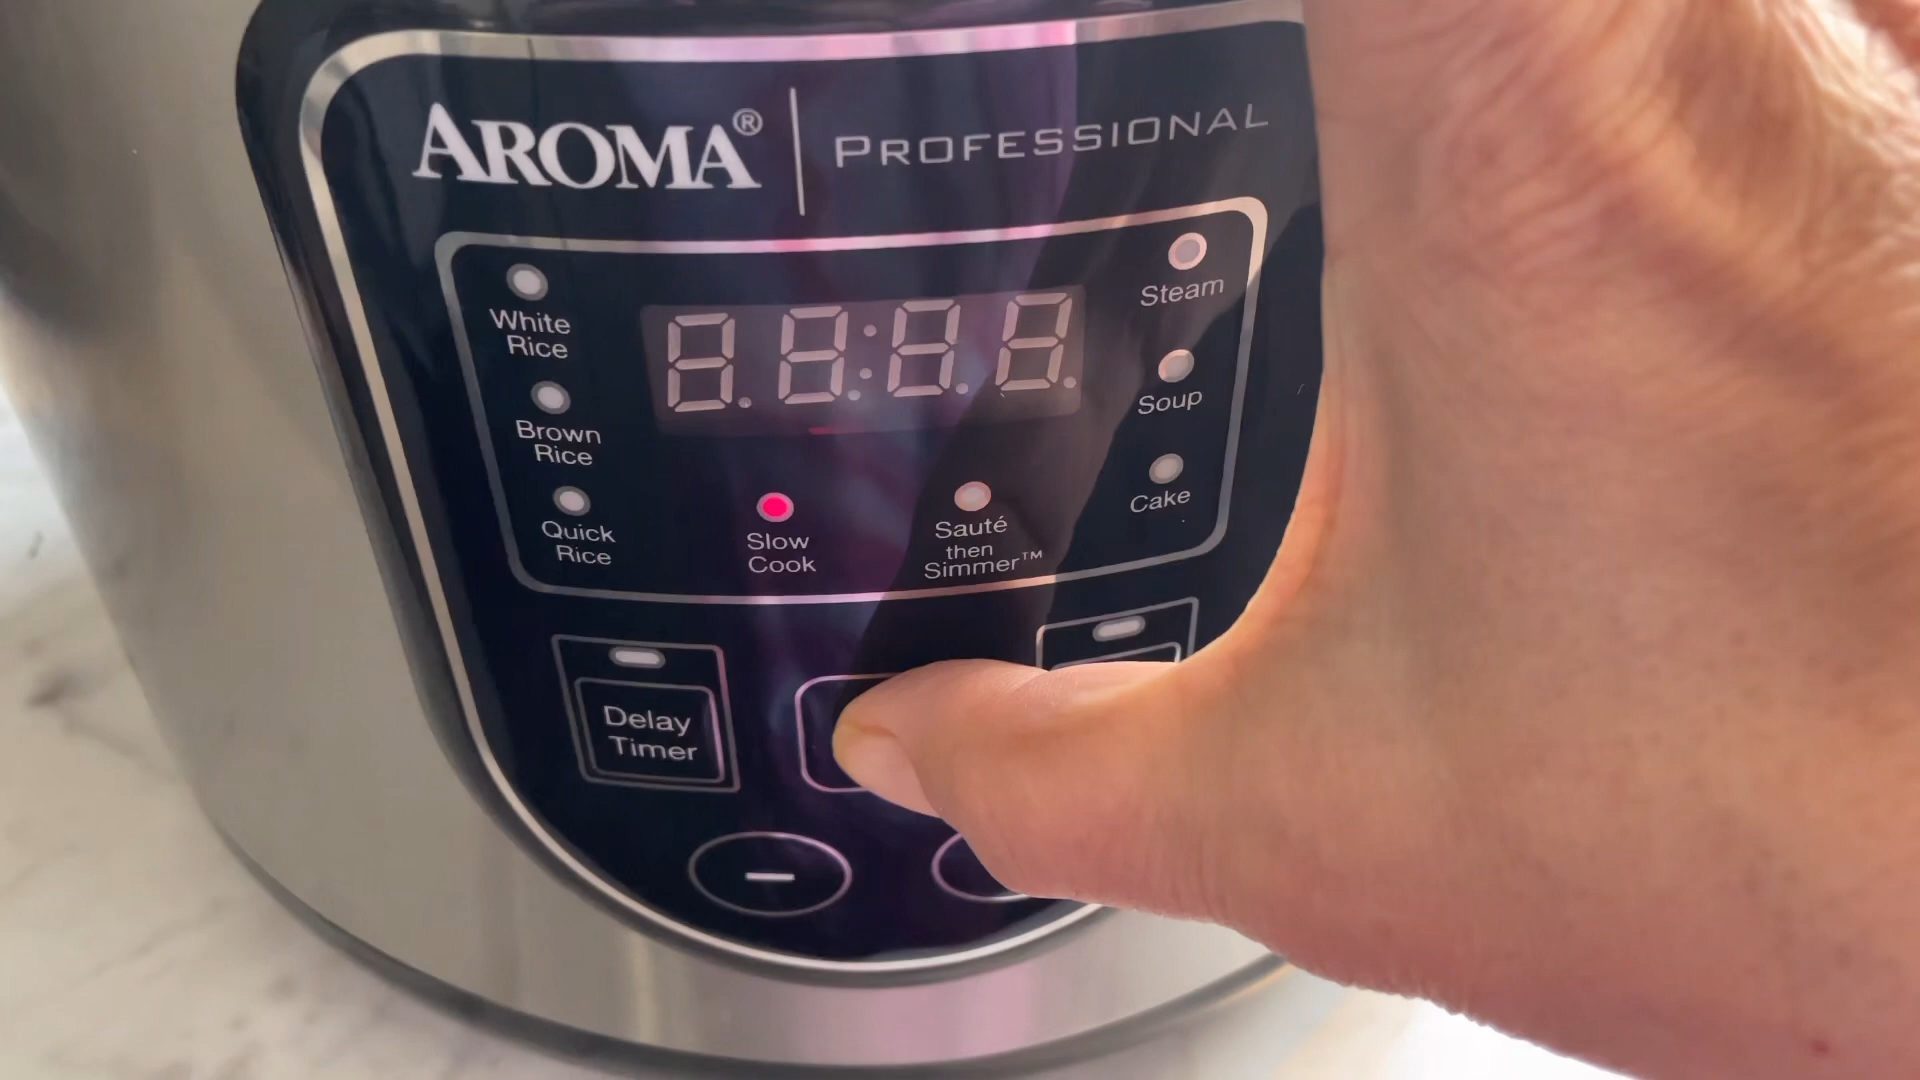 AROMA® | PROFESSIONAL
White
Rice
Brown
Rice
Quick
Rice
Slow
Cook
Sauté
then
Simmer™
Steam
Soup
Cake
Delay
Timer
−